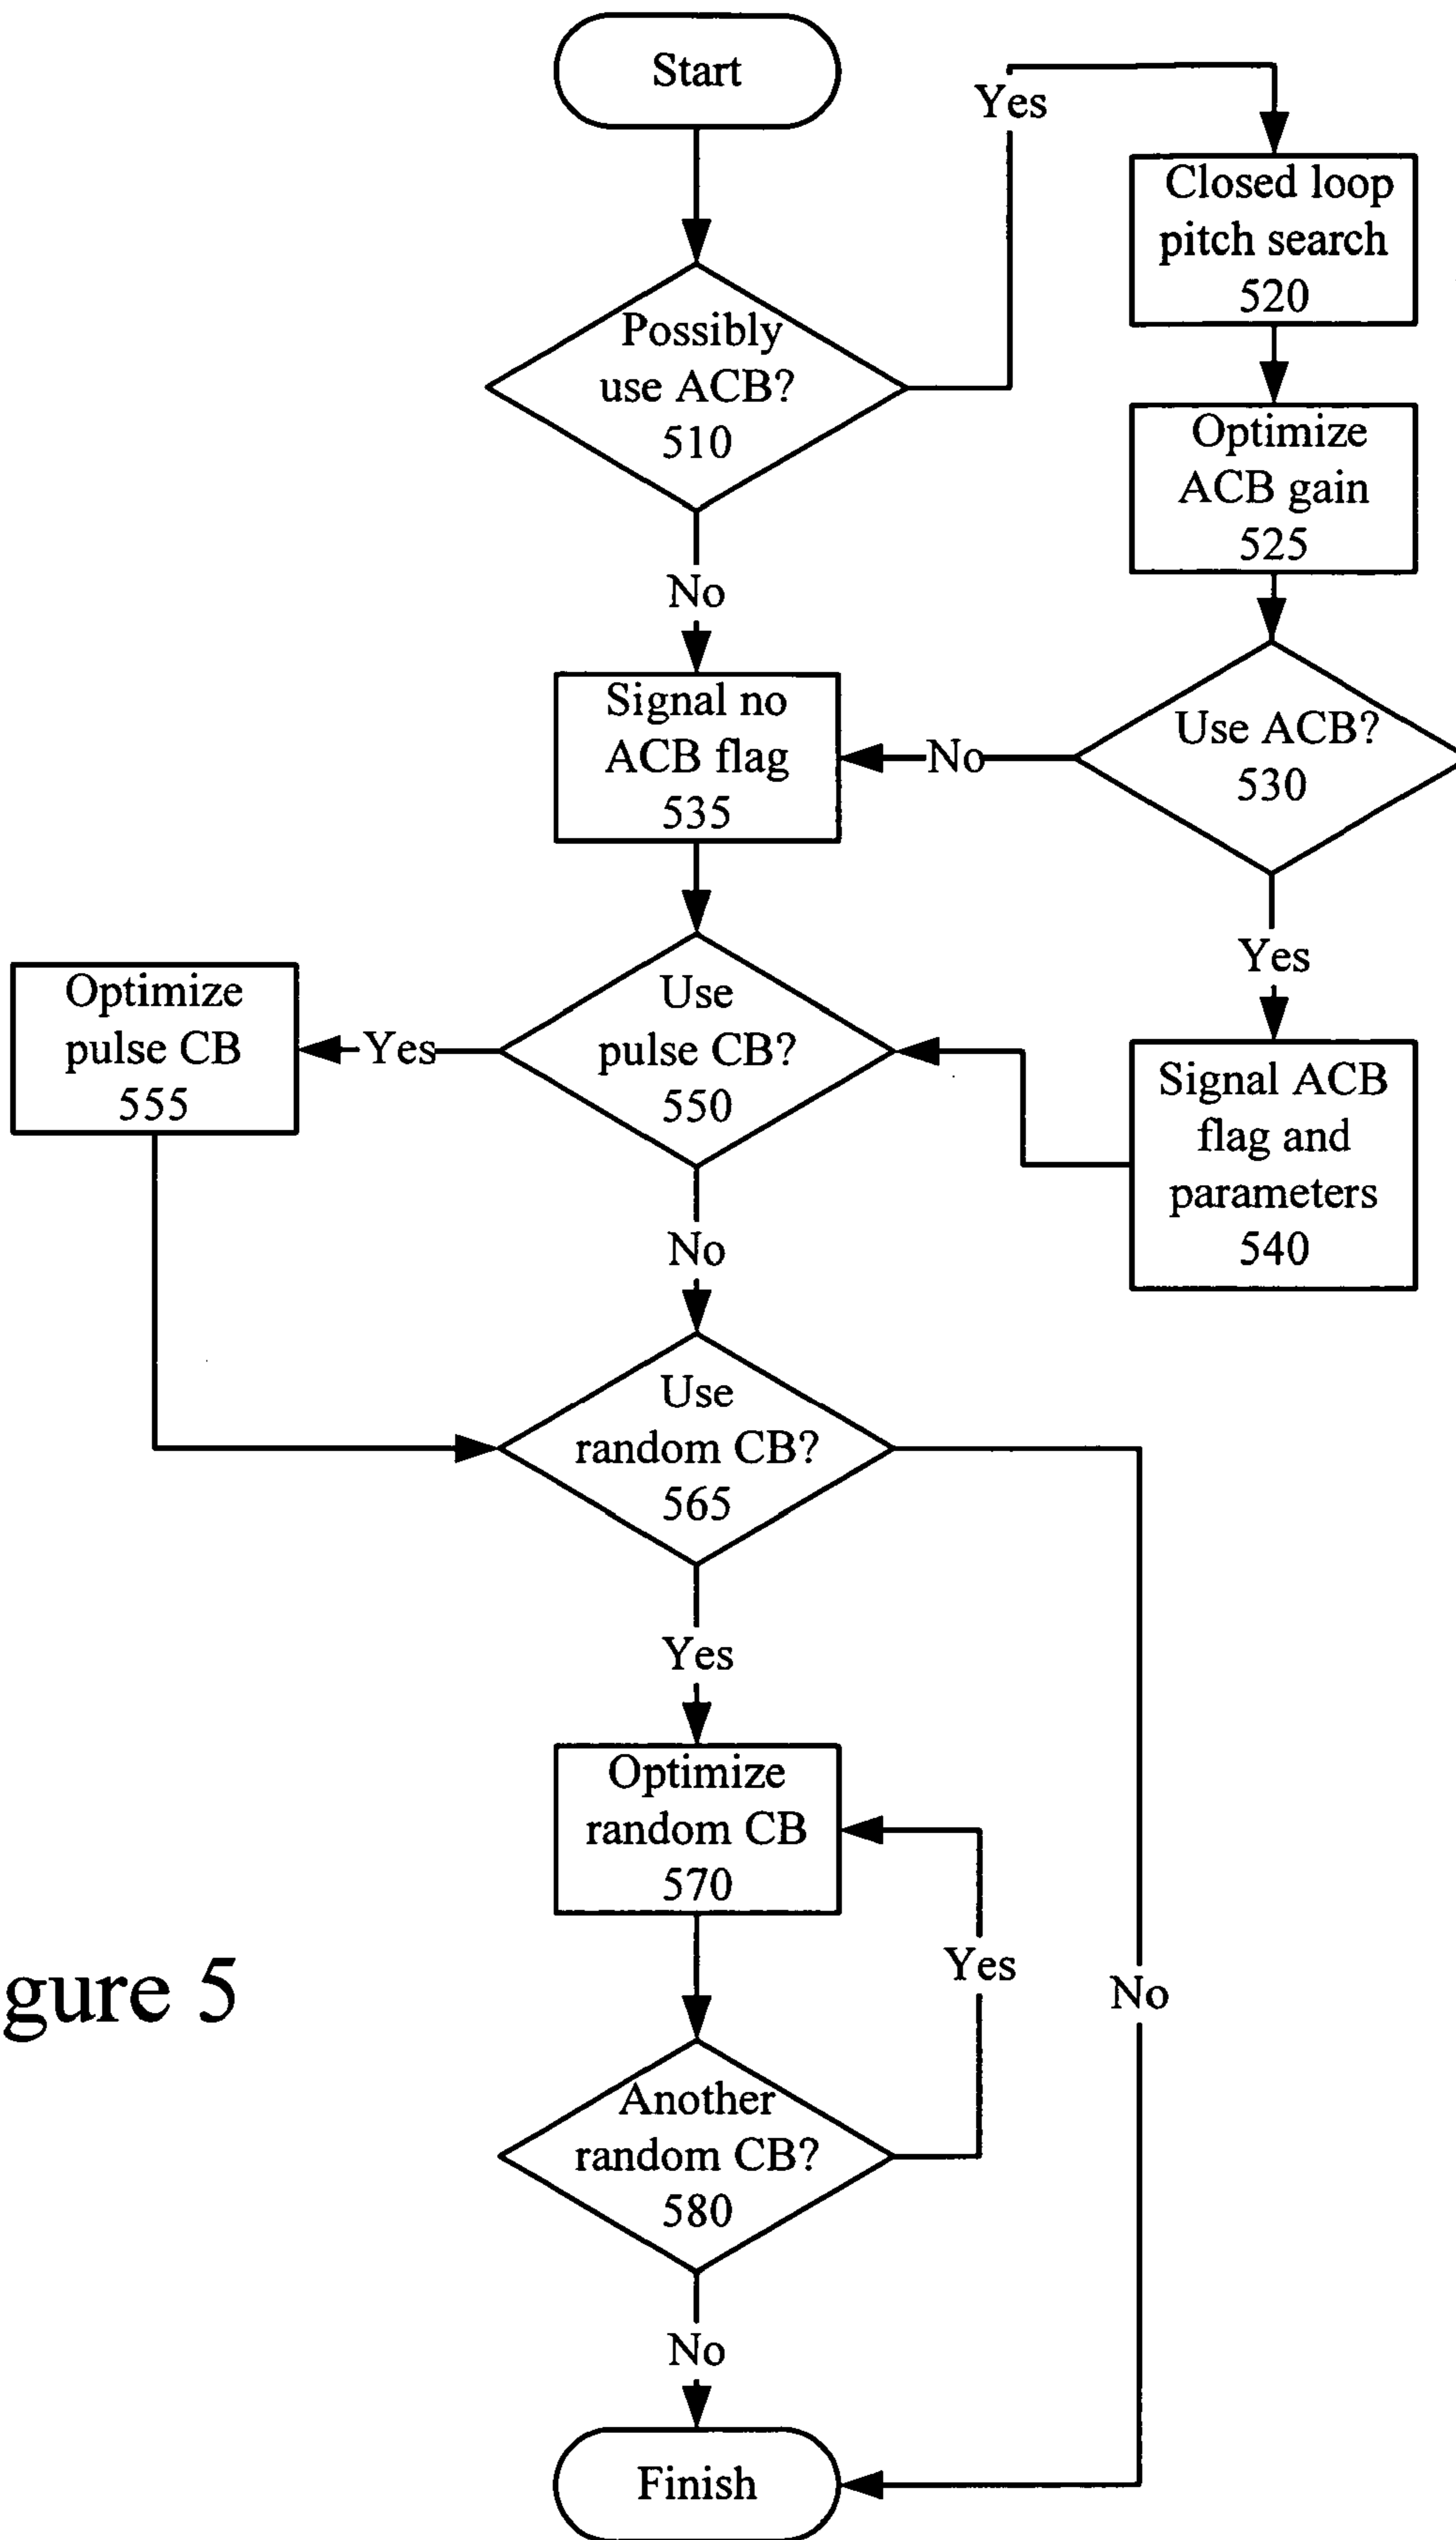 Start
Yes
Closed loop
pitch search
520
Possibly
use ACB?
510
Optimize
ACB gain
525
No
Signal no
ACB flag
535
No
Use ACB?
530
Yes
Optimize
pulse CB
555
Yes
Use
pulse CB?
550
Signal ACB
flag and
parameters
540
No
Use
random CB?
565
Yes
Optimize
random CB
570
Yes
No
gure 5
Another
random CB?
580
No
Finish